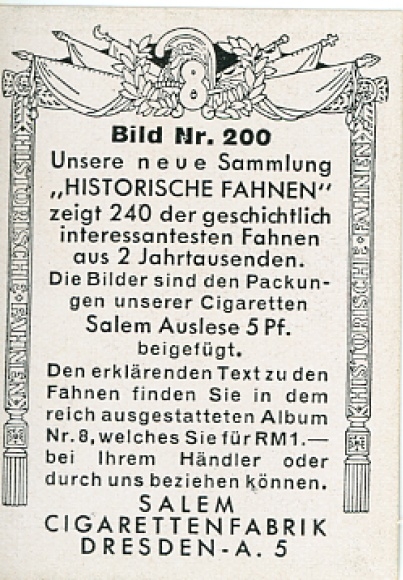 8
Bild Nr. 200
Unsere neue Sammlung
„HISTORISCHE FAHNEN“
zeigt 240 der geschichtlich
interessantesten Fahnen
aus 2 Jahrtausenden.
Die Bilder sind den Packun-
gen unserer Cigaretten
Salem Auslese 5 Pf.
beigefügt.
Den erklärenden Text zu den
Fahnen finden Sie in dem
reich ausgestatteten Album
Nr. 8, welches Sie für RM1.—
bei Ihrem Händler oder
durch uns beziehen können.
SALEM
CIGARETTENFABRIK
DRESDEN-A. 5
HISTORISCHE · FAHNEN
HISTORISCHE · FAHNEN